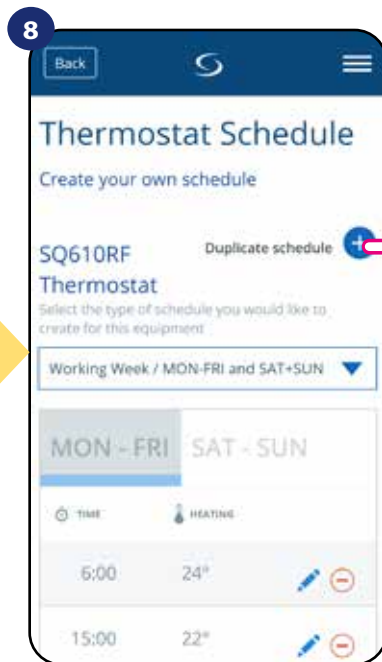 8
Back
Thermostat Schedule
Create your own schedule
SQ610RF
Thermostat
Duplicate schedule
Select the type of schedule you would like to
create for this equipment
Working Week / MON-FRI and SAT+SUN
MON - FRI SAT - SUN
TIME HEATING
6:00 24°
15:00 22°